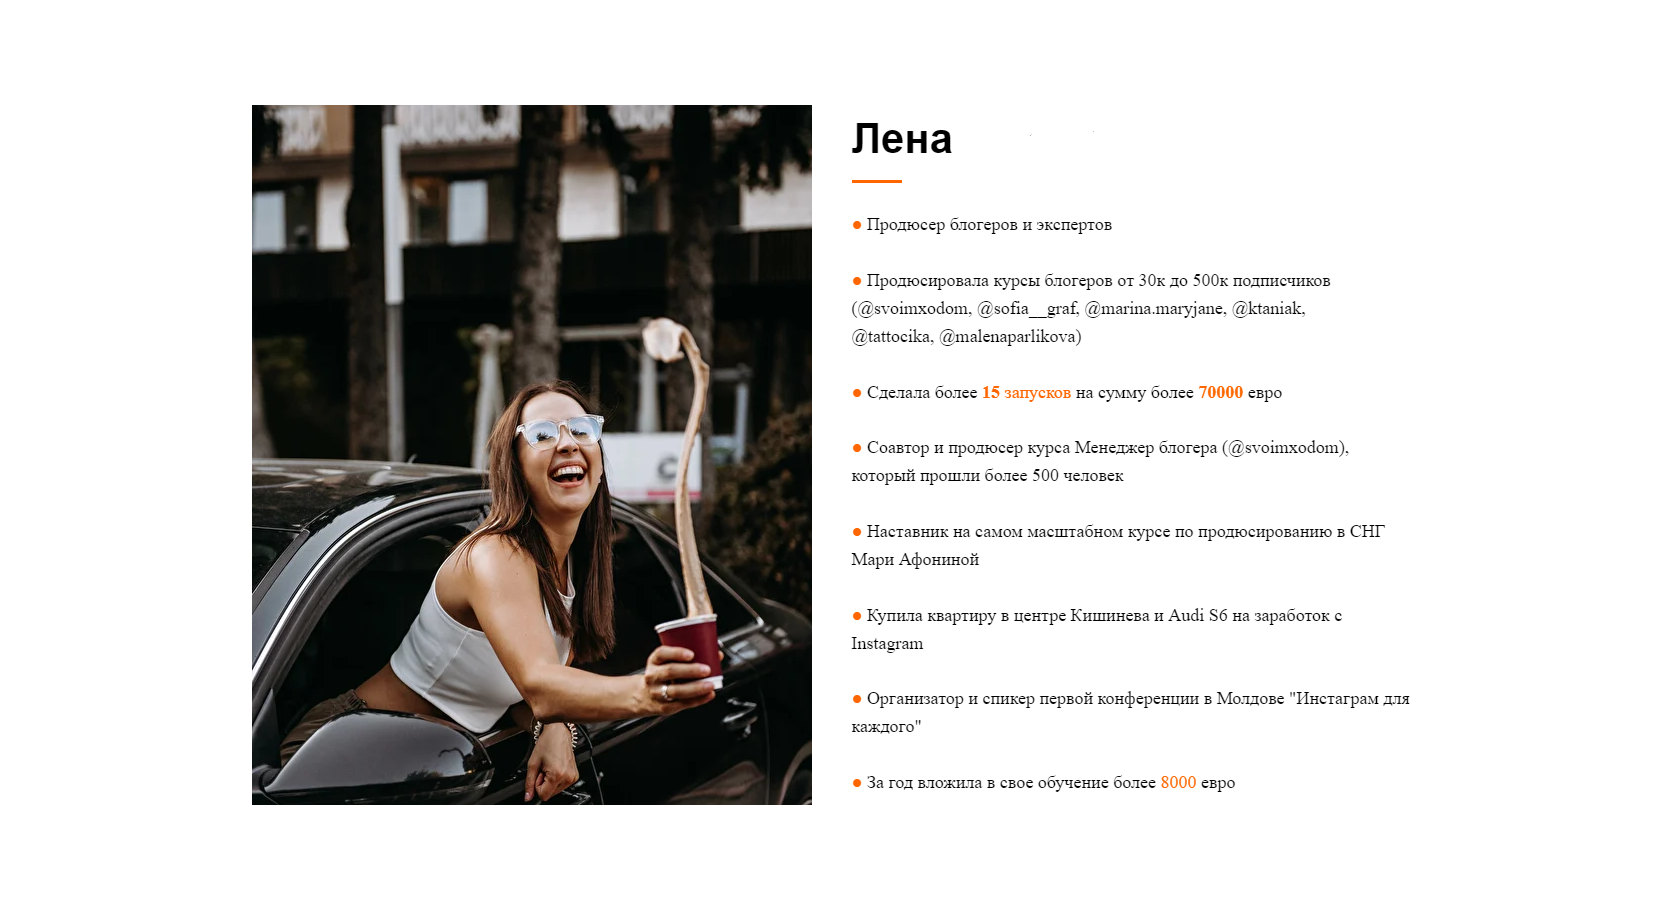 Лена
● Продюсер блогеров и экспертов
● Продюсировала курсы блогеров от 30к до 500к подписчиков
(@svoimxodom, @sofia__graf, @marina.maryjane, @ktaniak,
@tattocika, @malenaparlikova)
● Сделала более 15 запусков на сумму более 70000 евро
● Соавтор и продюсер курса Менеджер блогера (@svoimxodom),
который прошли более 500 человек
● Наставник на самом масштабном курсе по продюсированию в СНГ
Мари Афониной
● Купила квартиру в центре Кишинева и Audi S6 на заработок с
Instagram
● Организатор и спикер первой конференции в Молдове "Инстаграм для
каждого"
● За год вложила в свое обучение более 8000 евро